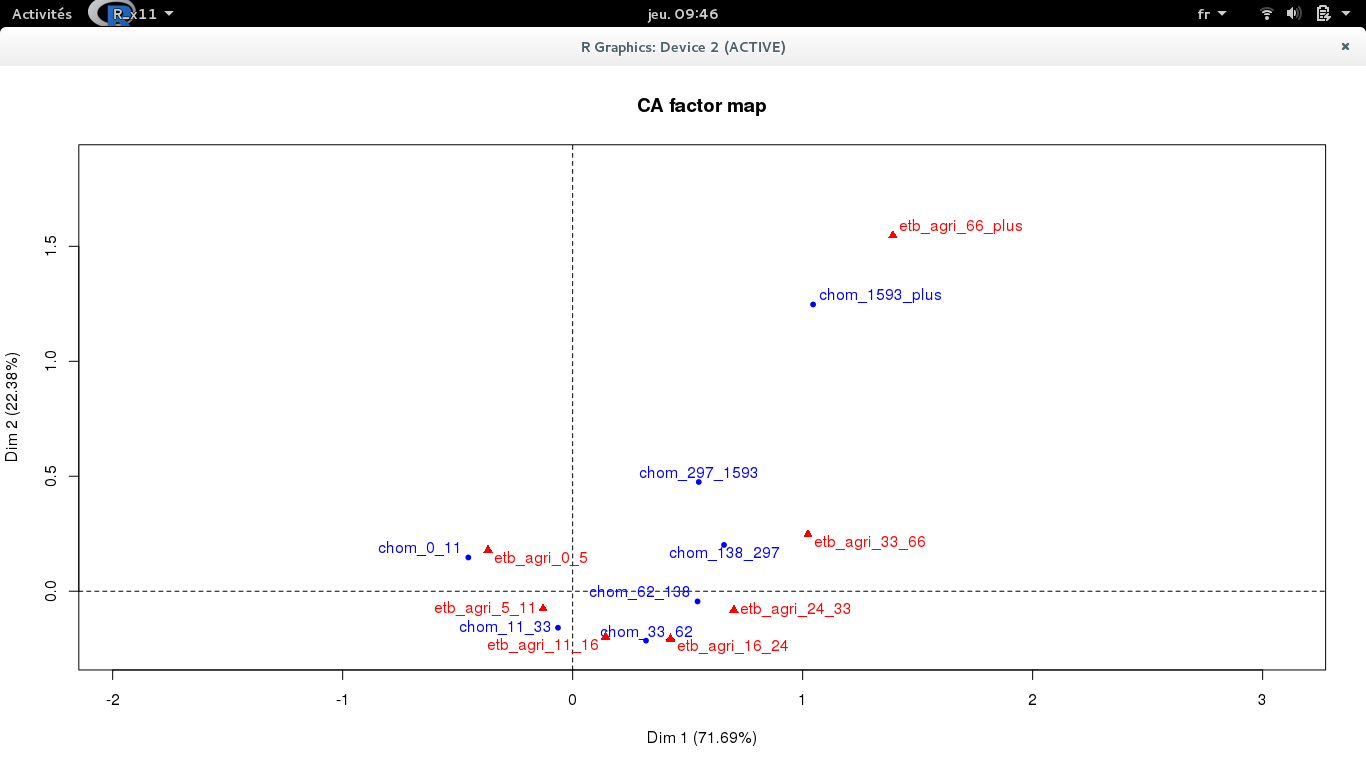 Activités R_x11 jeu. 09:46 fr
R Graphics: Device 2 (ACTIVE) ×
CA factor map
etb_agri_66_plus
chom_1593_plus
chom_297_1593
chom_138_297
etb_agri_33_66
chom_0_11
etb_agri_0_5
chom_62_138
etb_agri_5_11
etb_agri_24_33
chom_11_33
chom_33_62
etb_agri_11_16
etb_agri_16_24
1.5
1.0
0.5
0.0
Dim 2 (22.38%)
-2 -1 0 1 2 3
Dim 1 (71.69%)